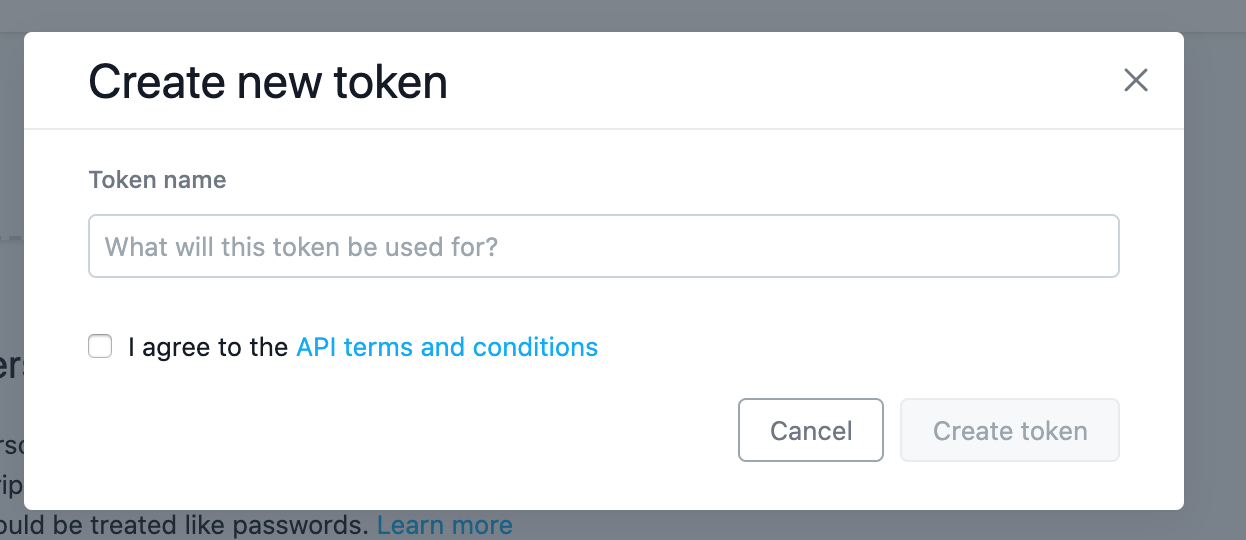 Create new token
Token name
What will this token be used for?
I agree to the API terms and conditions
Cancel
Create token
be treated like passwords. Learn more